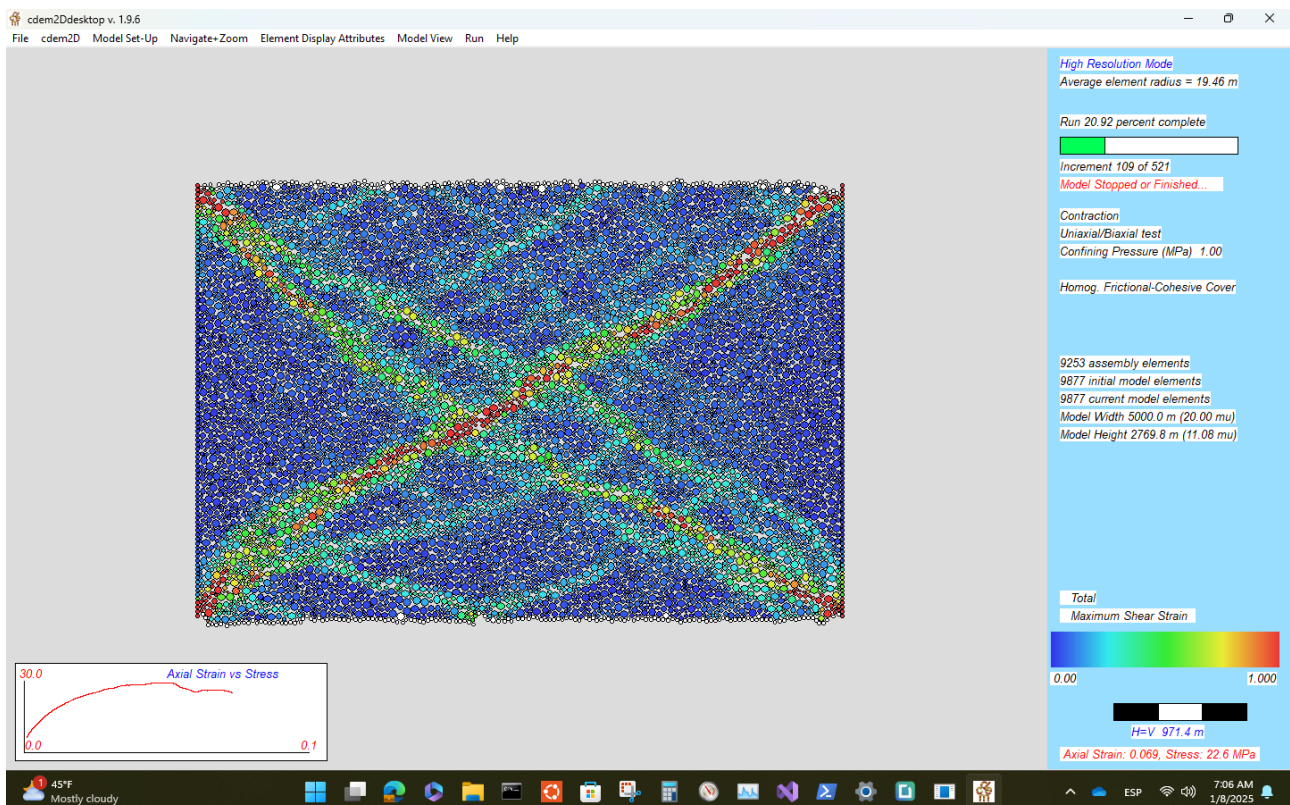 cdem2Ddesktop v. 1.9.6
File cdem2D Model Set-Up Navigate+Zoom Element Display Attributes Model View Run Help
High Resolution Mode
Average element radius = 19.46 m
Run 20.92 percent complete
Increment 109 of 521
Model Stopped or Finished...
Contraction
Uniaxial/Biaxial test
Confining Pressure (MPa) 1.00
Homog. Frictional-Cohesive Cover
9253 assembly elements
9877 initial model elements
9877 current model elements
Model Width 5000.0 m (20.00 mu)
Model Height 2769.8 m (11.08 mu)
Total
Maximum Shear Strain
0.00 1.000
H=V 971.4 m
Axial Strain: 0.069, Stress: 22.6 MPa
30.0 Axial Strain vs Stress
0.0 0.1
1 45°F
Mostly cloudy
ESP
7:06 AM
1/8/2025